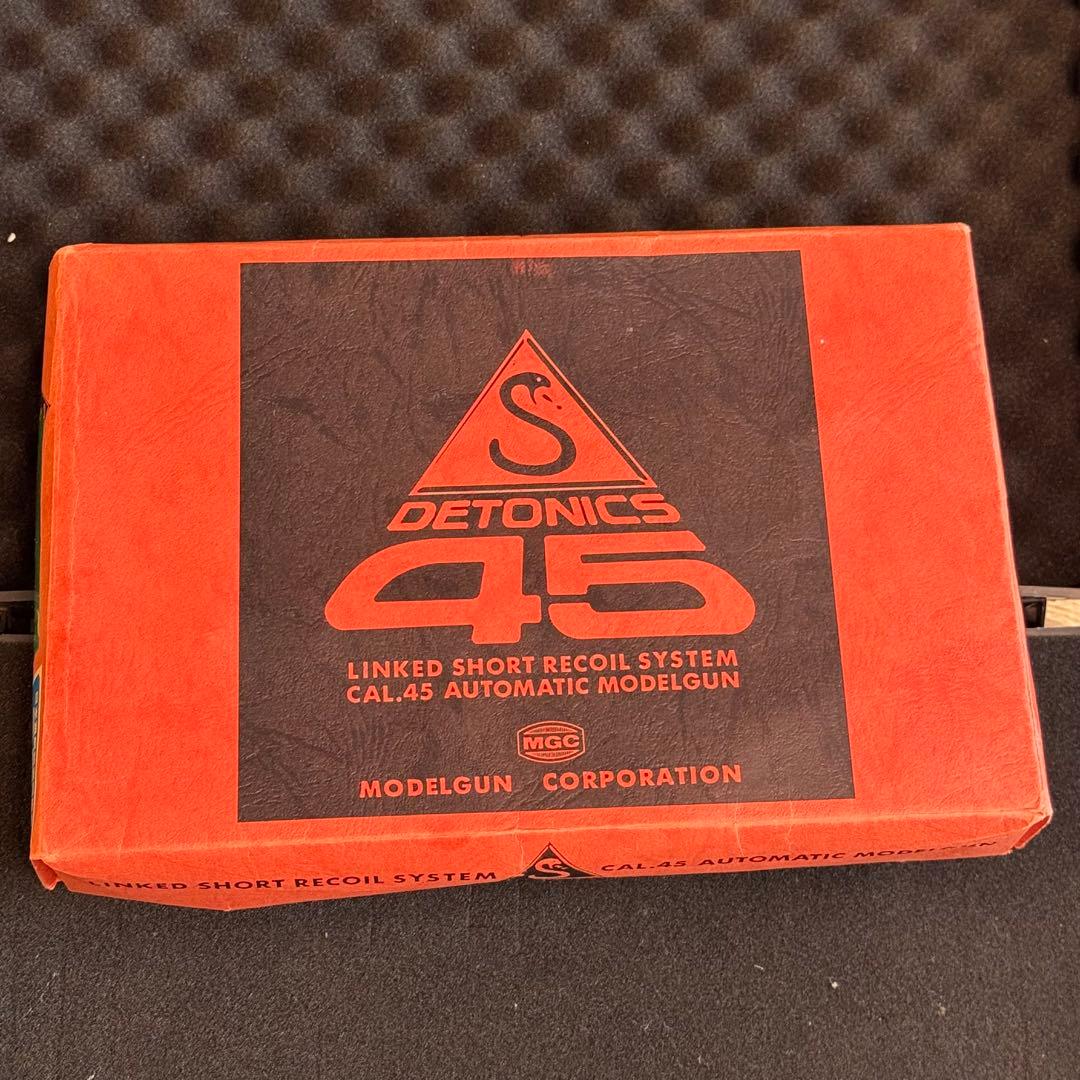 DETONICS
45
LINKED SHORT RECOIL SYSTEM
CAL.45 AUTOMATIC MODELGUN
MGC
MODELGUN CORPORATION
LINKED SHORT RECOIL SYSTEM CAL.45 AUTOMATIC MODELGUN